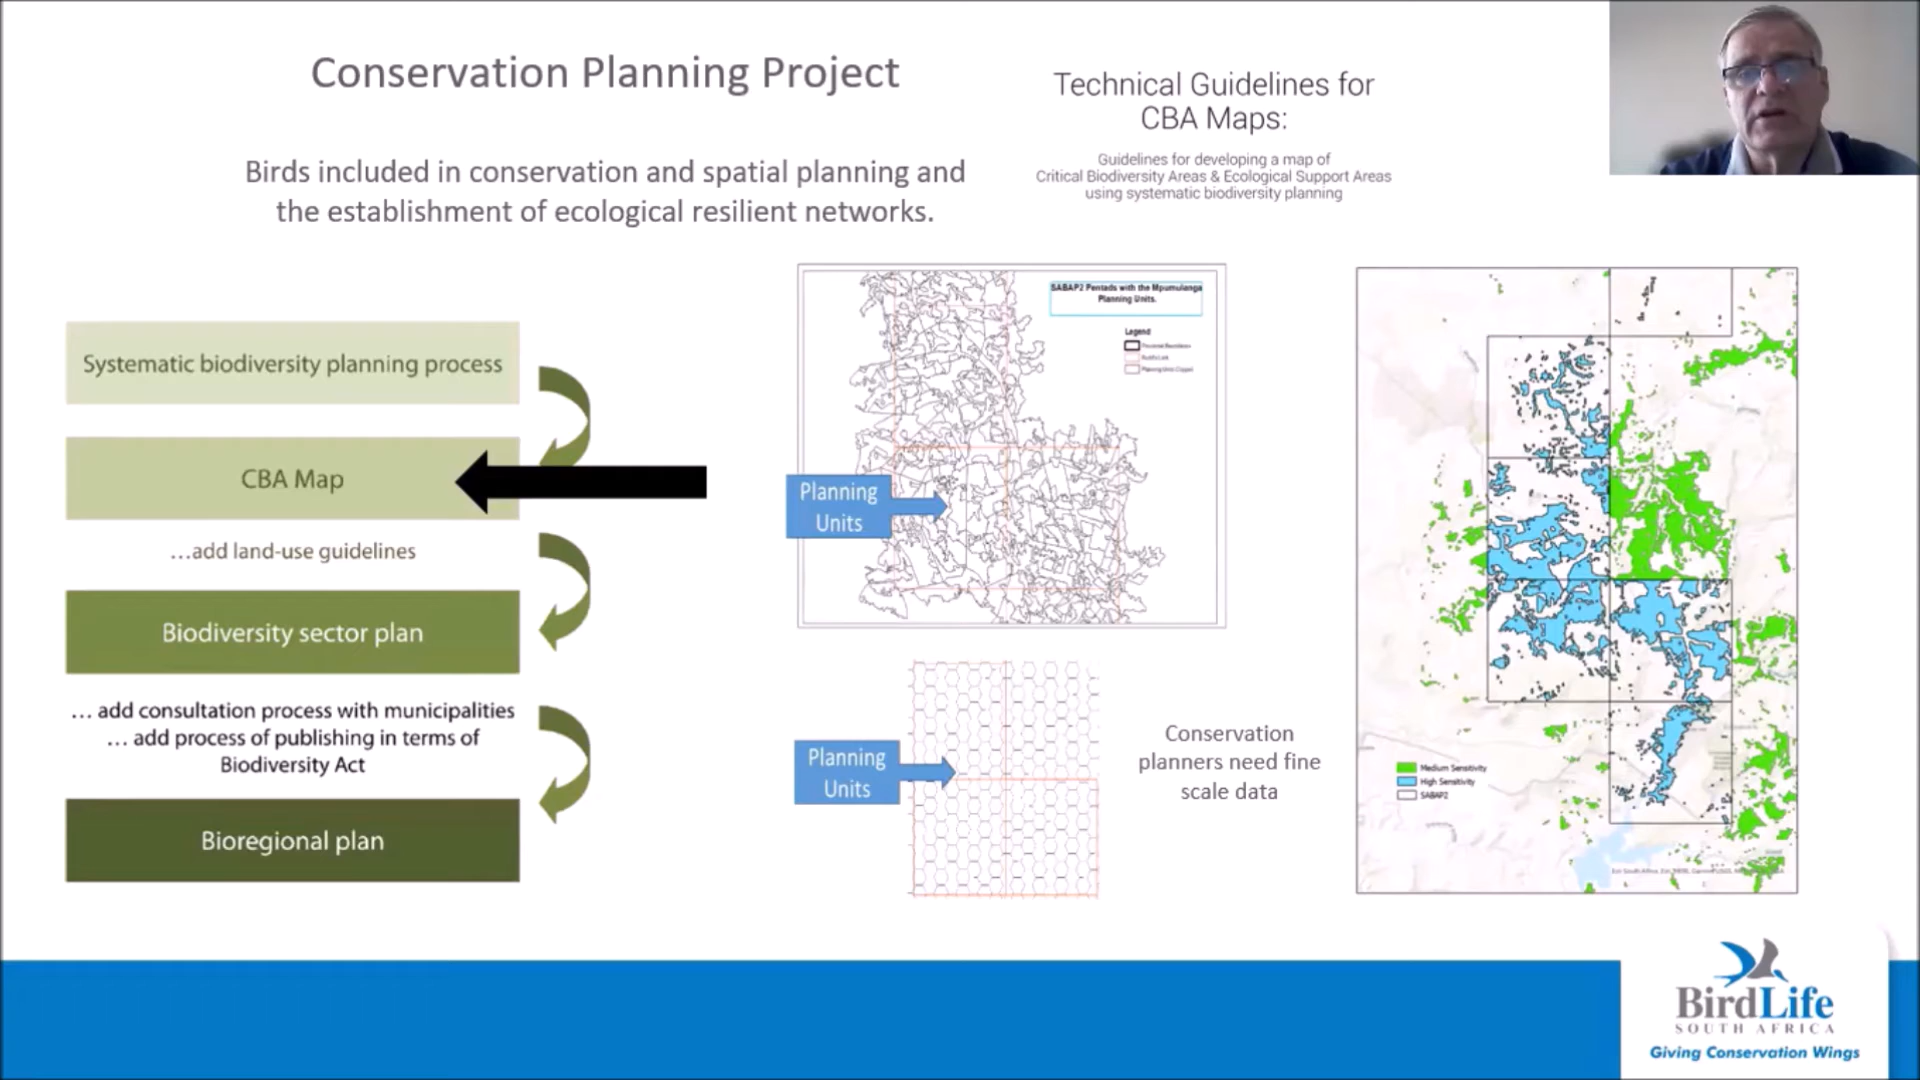 Conservation Planning Project
Birds included in conservation and spatial planning and
the establishment of ecological resilient networks.
Technical Guidelines for
CBA Maps:
Guidelines for developing a map of
Critical Biodiversity Areas & Ecological Support Areas
using systematic biodiversity planning
Systematic biodiversity planning process
CBA Map
...add land-use guidelines
Biodiversity sector plan
... add consultation process with municipalities
... add process of publishing in terms of
Biodiversity Act
Bioregional plan
SABAP2 Pentads with the Mpumulanga
Planning Units.
Legend
Planning
Units
Planning
Units
Conservation
planners need fine
scale data
Medium Sensitivity
High Sensitivity
SABAP2
BirdLife
SOUTH AFRICA
Giving Conservation Wings